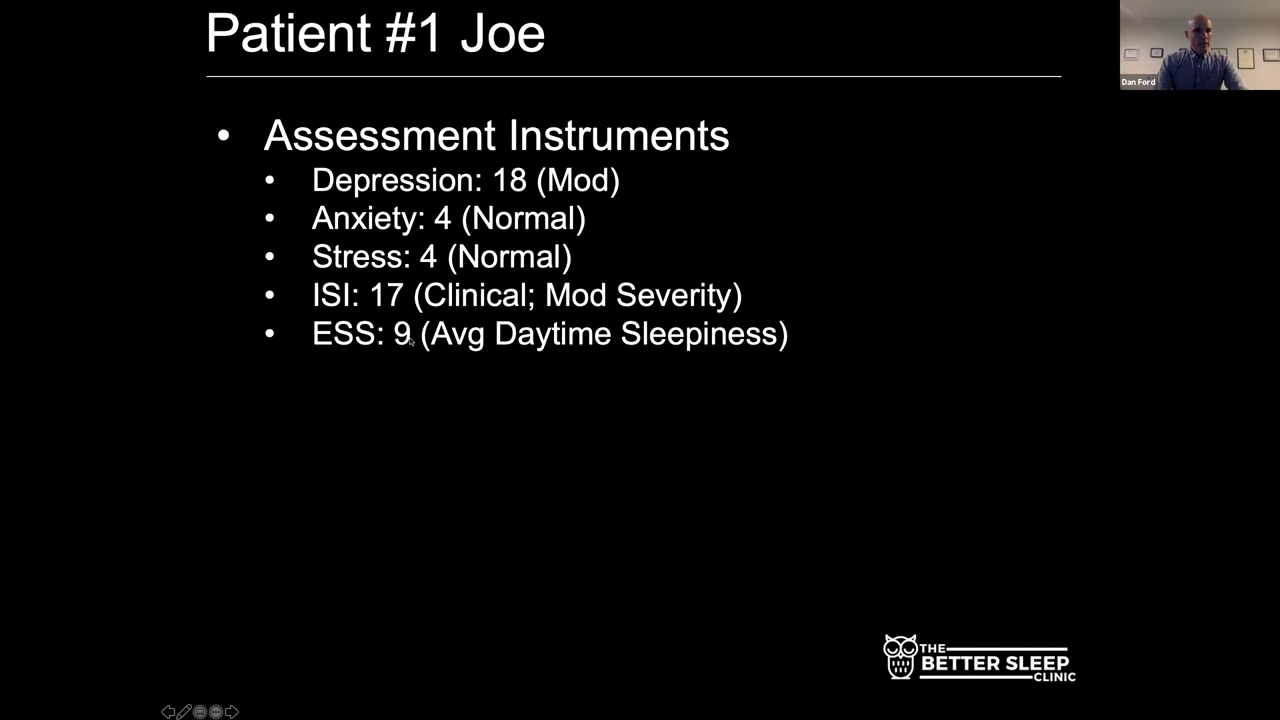 Patient #1 Joe
Dan Ford
• Assessment Instruments
• Depression: 18 (Mod)
• Anxiety: 4 (Normal)
• Stress: 4 (Normal)
• ISI: 17 (Clinical; Mod Severity)
• ESS: 9 (Avg Daytime Sleepiness)
THE
BETTER SLEEP
CLINIC